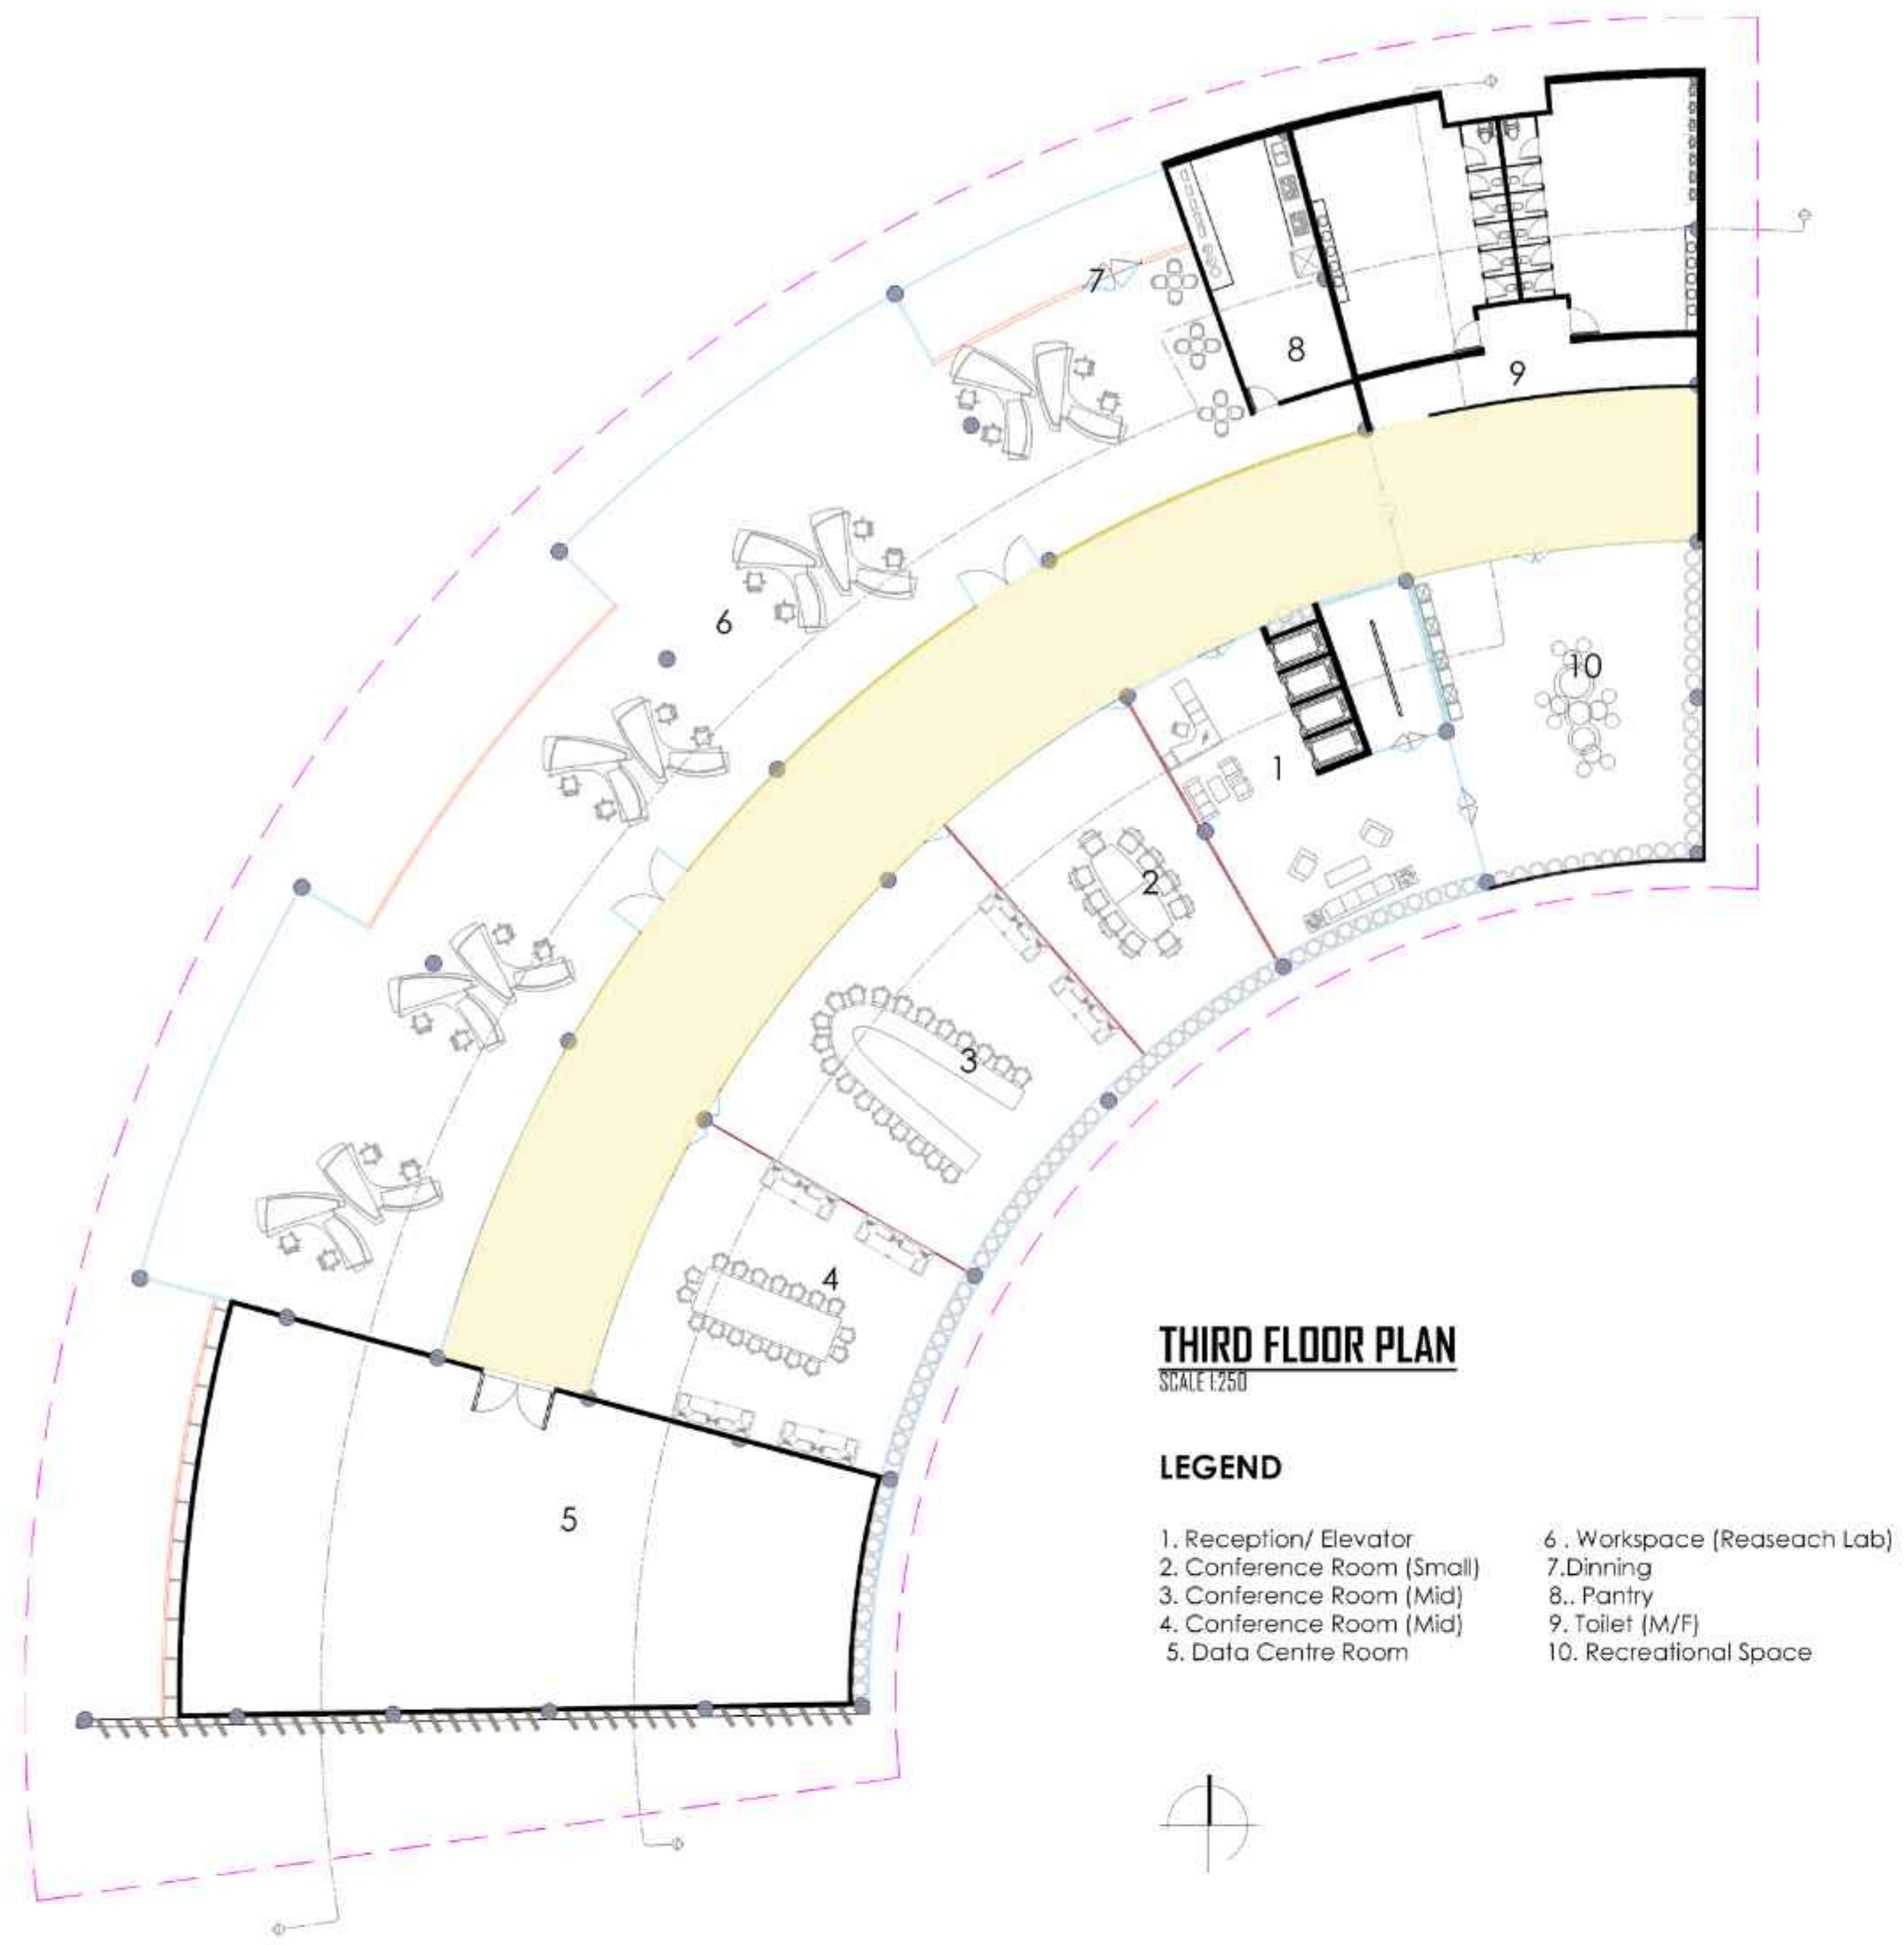 7
8
9
6
10
1
2
3
4
5
THIRD FLOOR PLAN
SCALE 1:250
LEGEND
1. Reception/ Elevator
2. Conference Room (Small)
3. Conference Room (Mid)
4. Conference Room (Mid)
5. Data Centre Room
6 . Workspace (Reaseach Lab)
7.Dinning
8.. Pantry
9. Toilet (M/F)
10. Recreational Space